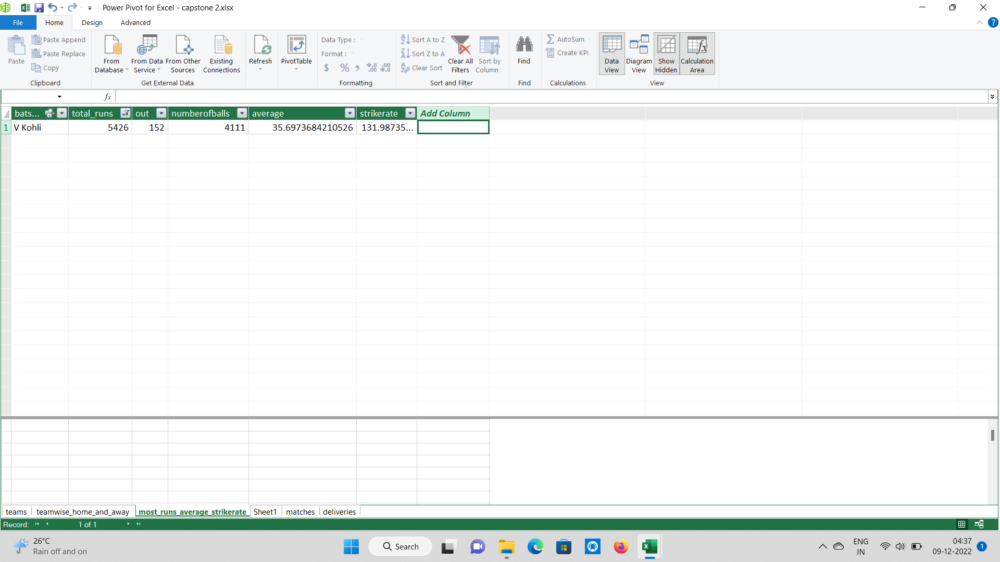 Power Pivot for Excel - capstone 2.xlsx
File Home Design Advanced
Paste
Paste Append
Paste Replace
Copy
Clipboard
From Database
From Data Service
From Other Sources
Existing Connections
Get External Data
Refresh
PivotTable
Data Type :
Format :
$ % 
Formatting
Sort A to Z
Sort Z to A
Clear Sort
Clear All Filters
Sort by Column
Sort and Filter
Find
Find
AutoSum
Create KPI
Calculations
Data View
Diagram View
Show Hidden
Calculation Area
View
fx
bats... total_runs out numberofballs average strikerate Add Column
1 V Kohli 5426 152 4111 35.6973684210526 131.98735...
teams teamwise_home_and_away most_runs_average_strikerate Sheet1 matches deliveries
Record: 1 of 1
26°C
Rain off and on
Search
ENG
IN
04:37
09-12-2022
1